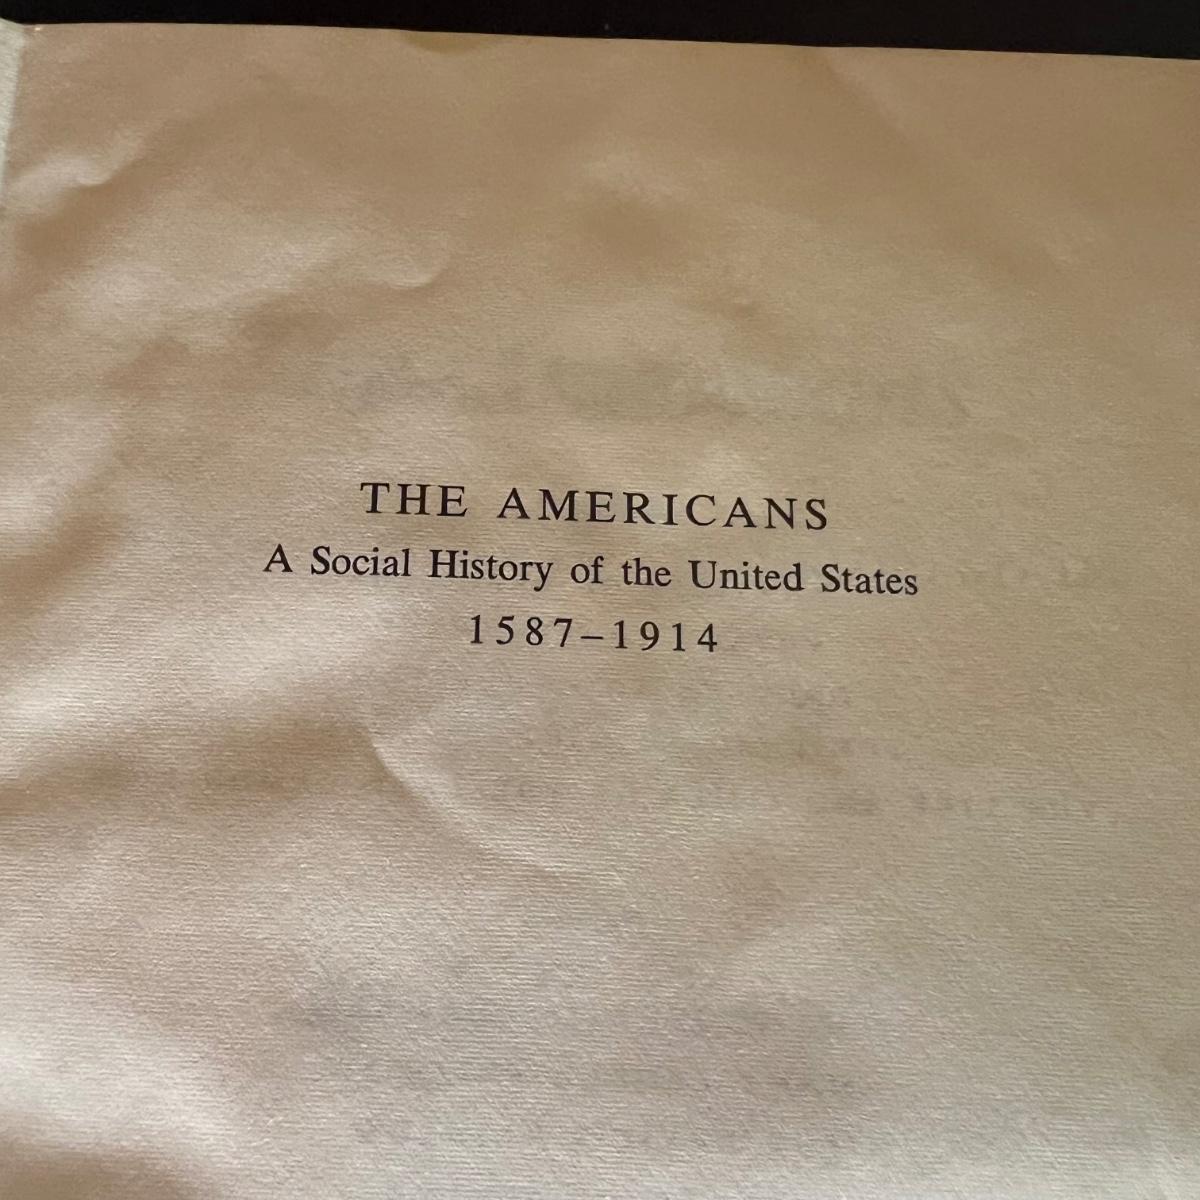 THE AMERICANS
A Social History of the United States
1587–1914